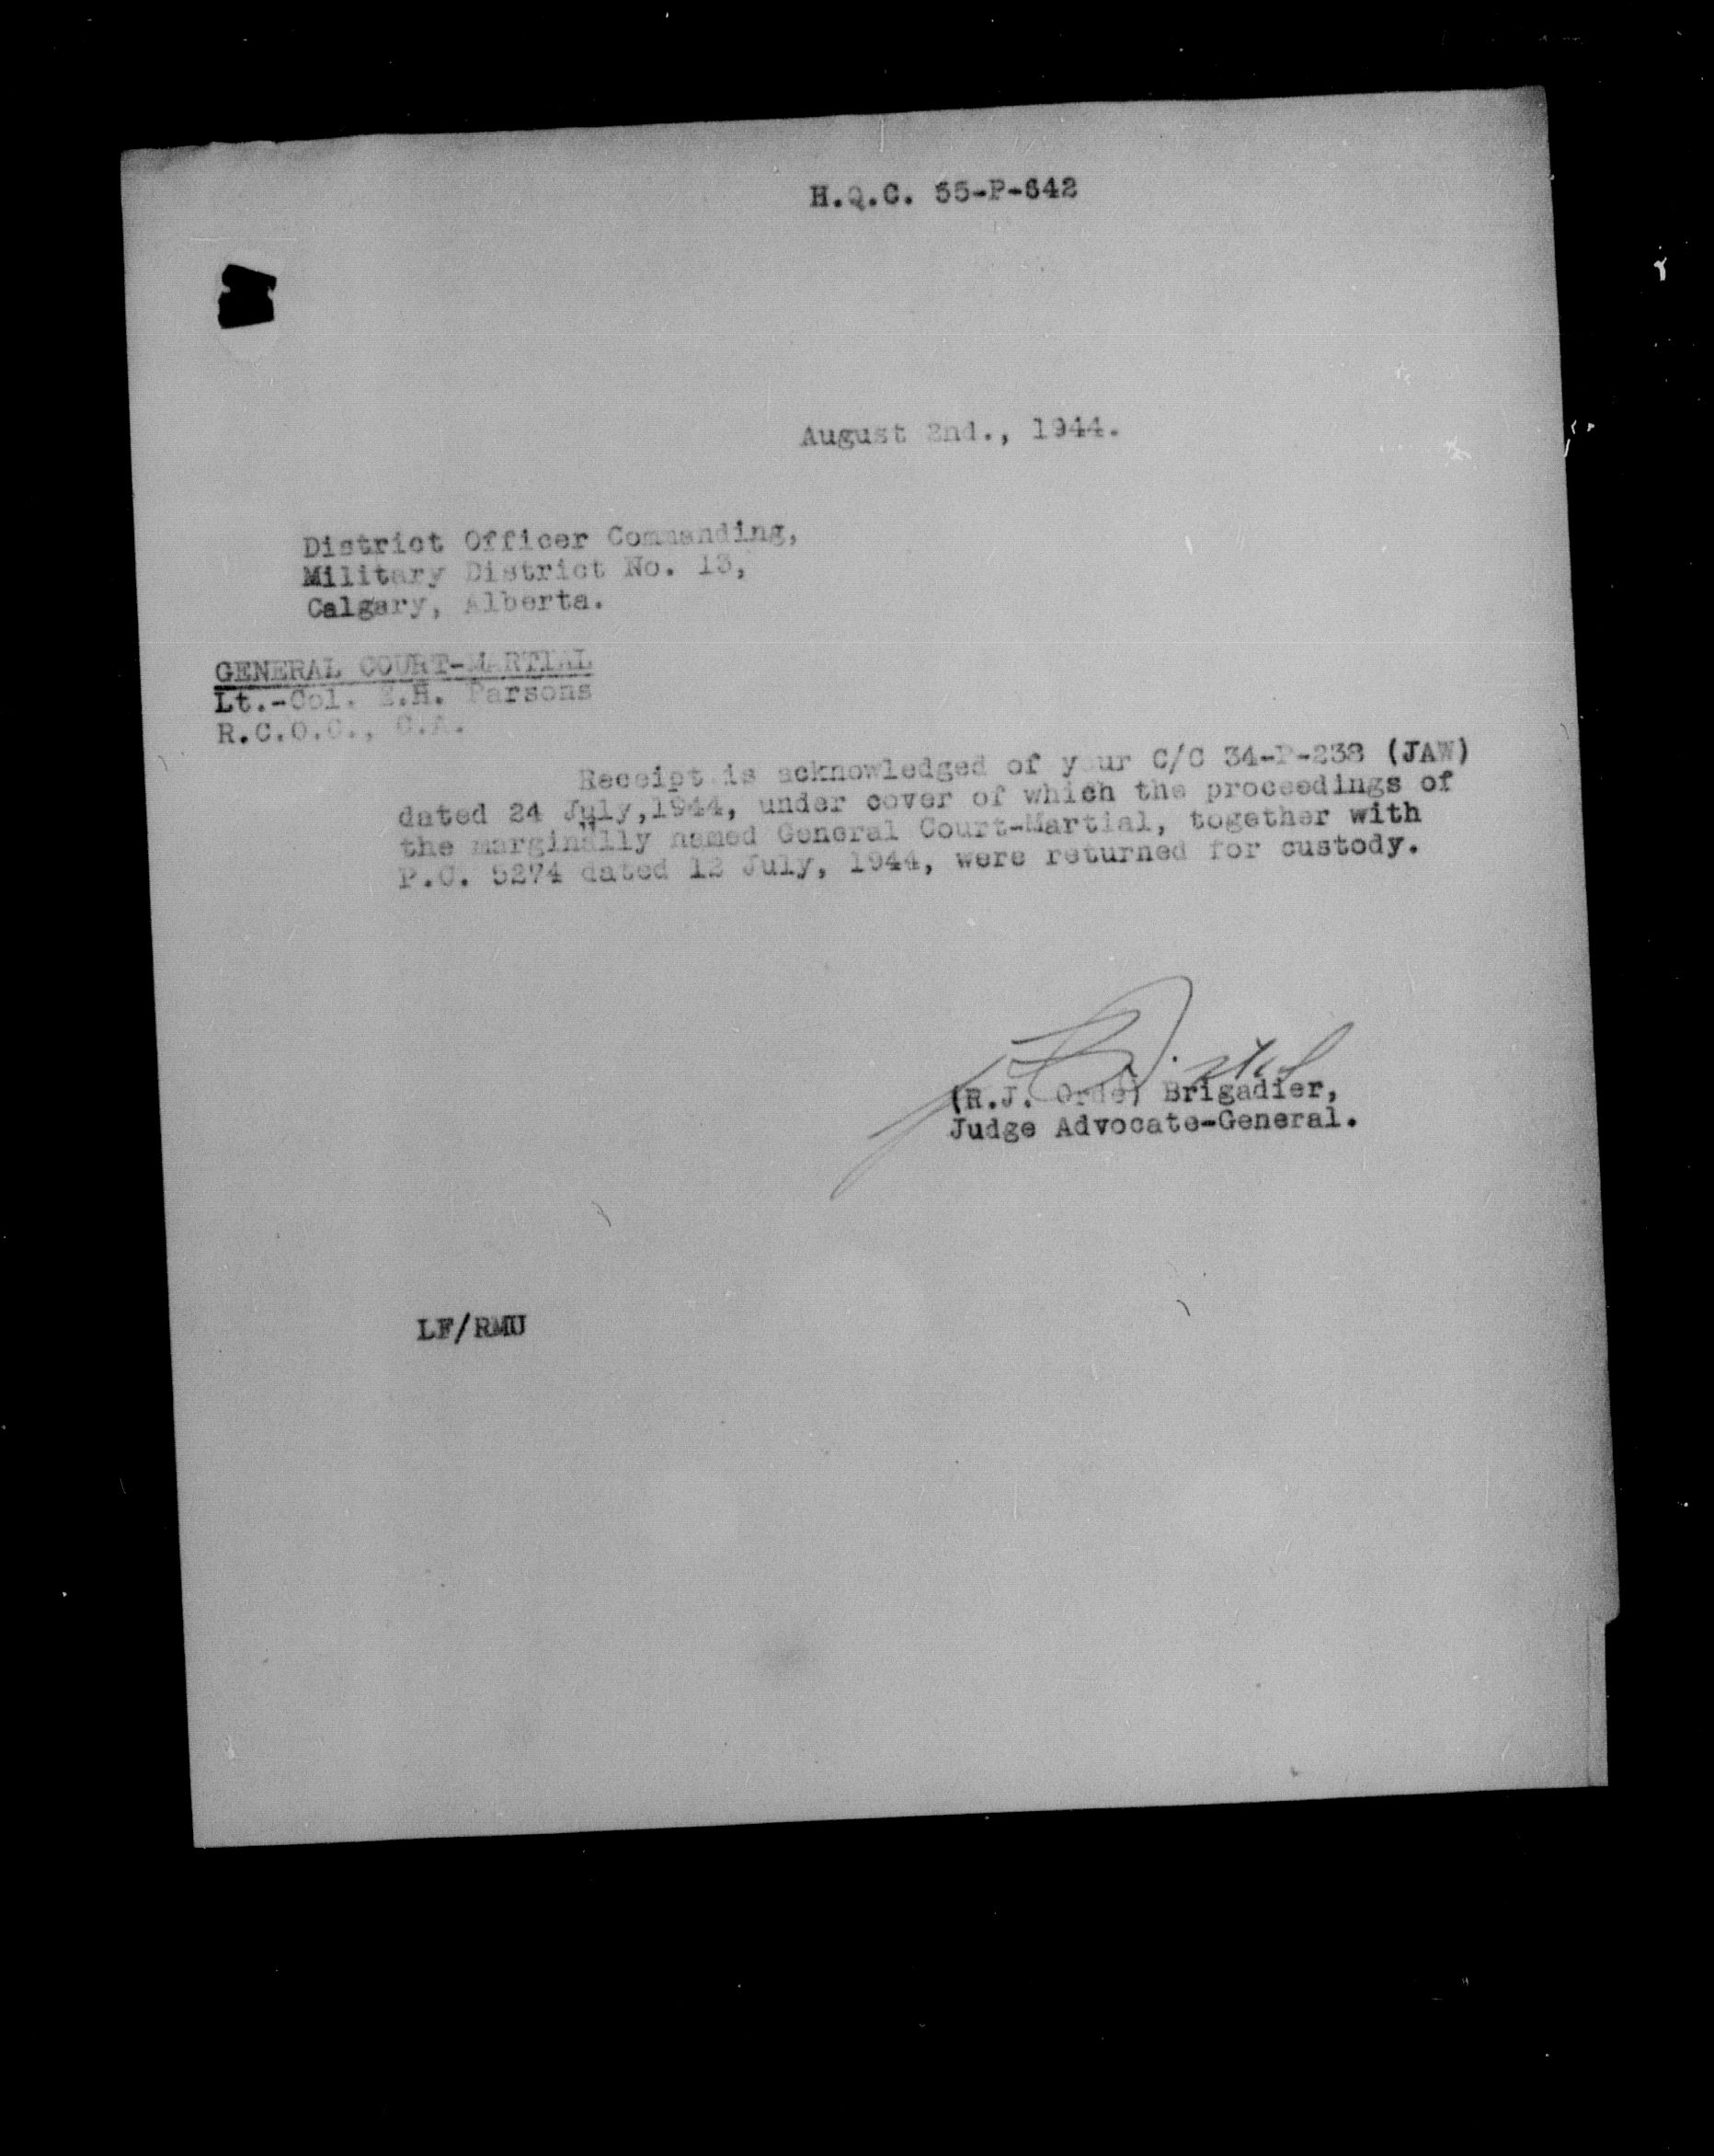 H.Q.C. 55-P-642
August 2nd., 1944.
District Officer Commanding,
Military District No. 13,
Calgary, Alberta.
GENERAL COURT-MARTIAL
Lt.-Col. E.H. Parsons
R.C.O.C., C.A.
Receipt is acknowledged of your C/C 34-P-238 (JAW)
dated 24 July,1944, under cover of which the proceedings of
the marginally named General Court-Martial, together with
P.C. 5274 dated 12 July, 1944, were returned for custody.
(R.J. Orde) Brigadier,
Judge Advocate-General.
LF/RMU